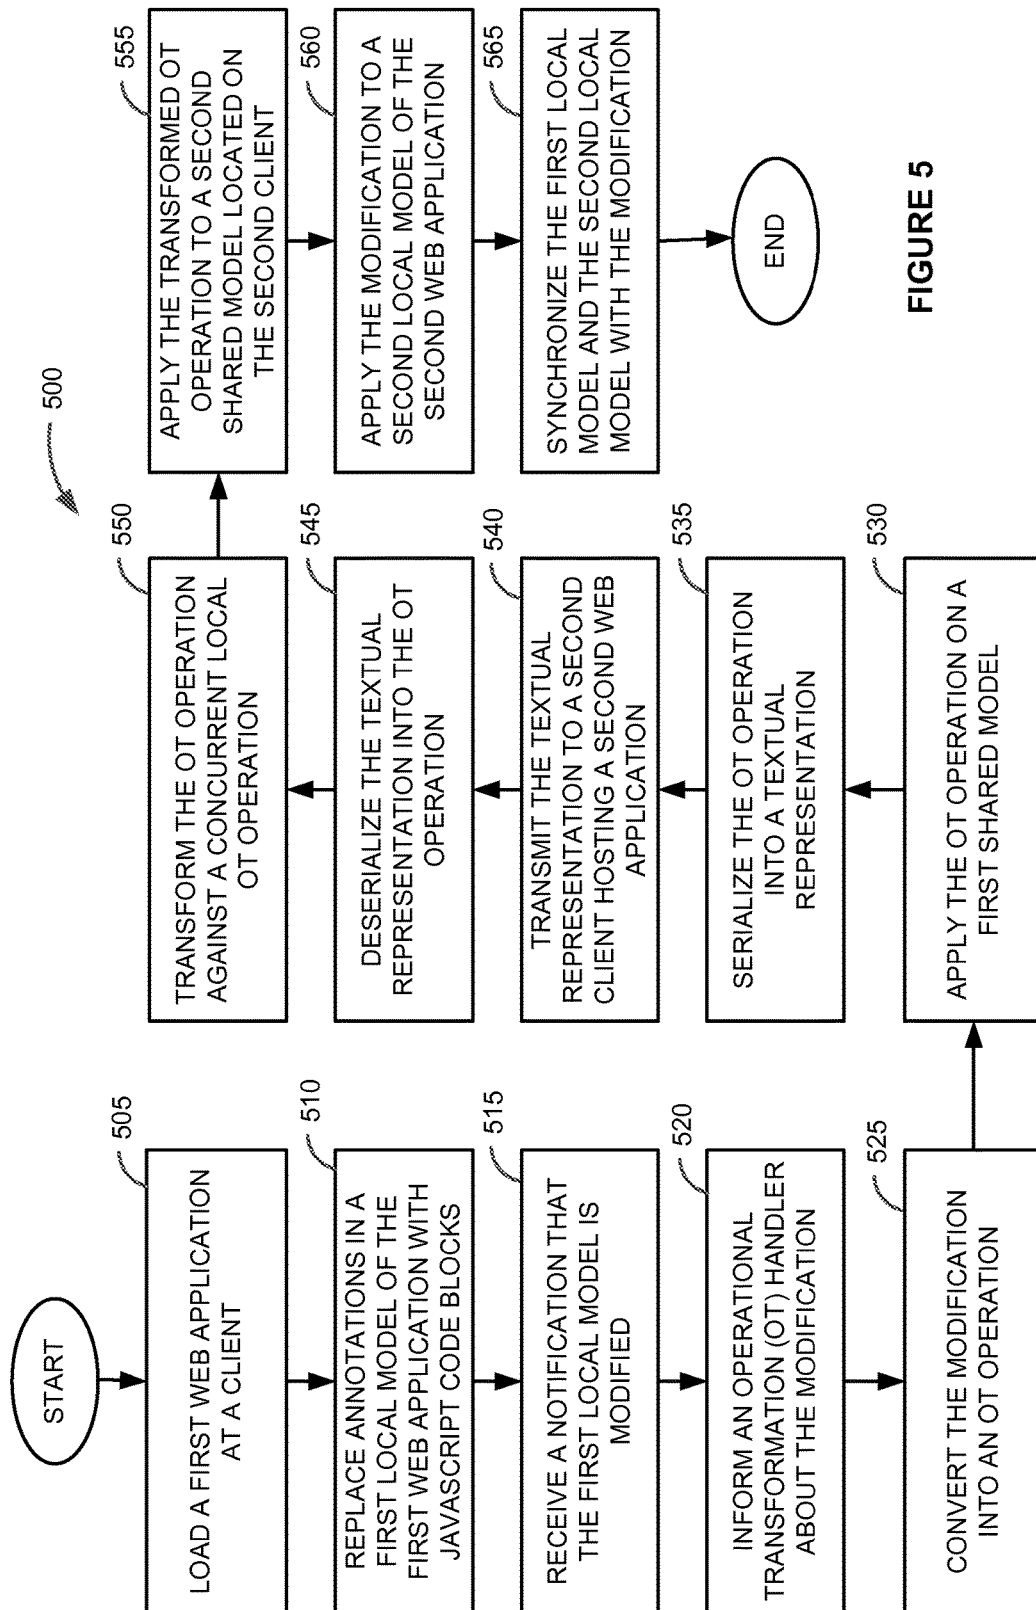 500
START
505
LOAD A FIRST WEB APPLICATION
AT A CLIENT
510
REPLACE ANNOTATIONS IN A
FIRST LOCAL MODEL OF THE
FIRST WEB APPLICATION WITH
JAVASCRIPT CODE BLOCKS
515
RECEIVE A NOTIFICATION THAT
THE FIRST LOCAL MODEL IS
MODIFIED
520
INFORM AN OPERATIONAL
TRANSFORMATION (OT) HANDLER
ABOUT THE MODIFICATION
525
CONVERT THE MODIFICATION
INTO AN OT OPERATION
530
APPLY THE OT OPERATION ON A
FIRST SHARED MODEL
535
SERIALIZE THE OT OPERATION
INTO A TEXTUAL
REPRESENTATION
540
TRANSMIT THE TEXTUAL
REPRESENTATION TO A SECOND
CLIENT HOSTING A SECOND WEB
APPLICATION
545
DESERIALIZE THE TEXTUAL
REPRESENTATION INTO THE OT
OPERATION
550
TRANSFORM THE OT OPERATION
AGAINST A CONCURRENT LOCAL
OT OPERATION
555
APPLY THE TRANSFORMED OT
OPERATION TO A SECOND
SHARED MODEL LOCATED ON
THE SECOND CLIENT
560
APPLY THE MODIFICATION TO A
SECOND LOCAL MODEL OF THE
SECOND WEB APPLICATION
565
SYNCHRONIZE THE FIRST LOCAL
MODEL AND THE SECOND LOCAL
MODEL WITH THE MODIFICATION
END
FIGURE 5